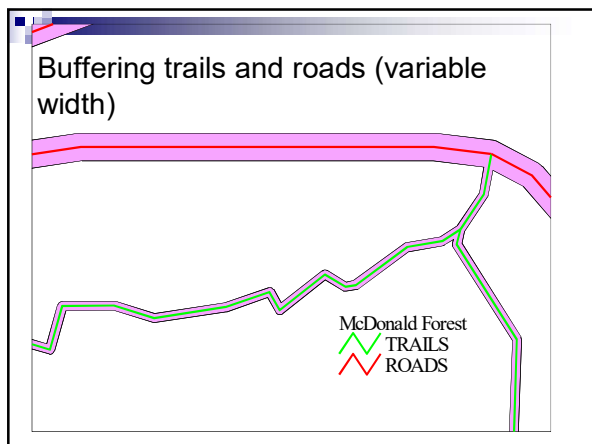 Buffering trails and roads (variable
width)
McDonald Forest
TRAILS
ROADS